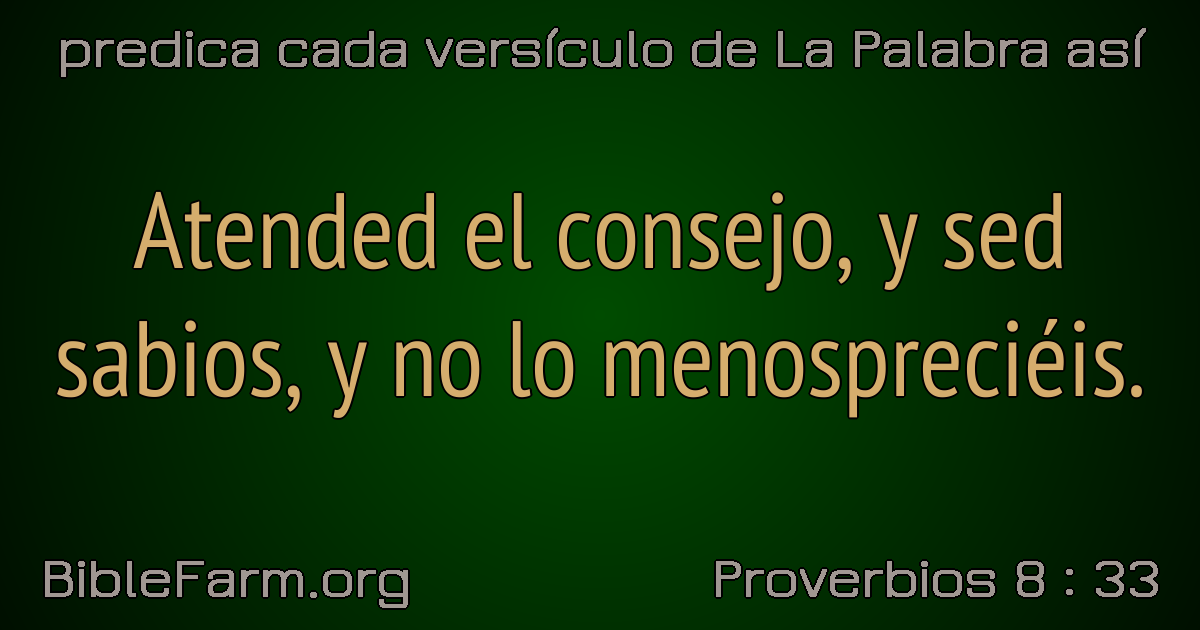 predica cada versículo de La Palabra así
Atended el consejo, y sed
sabios, y no lo menospreciéis.
BibleFarm.org
Proverbios 8 : 33